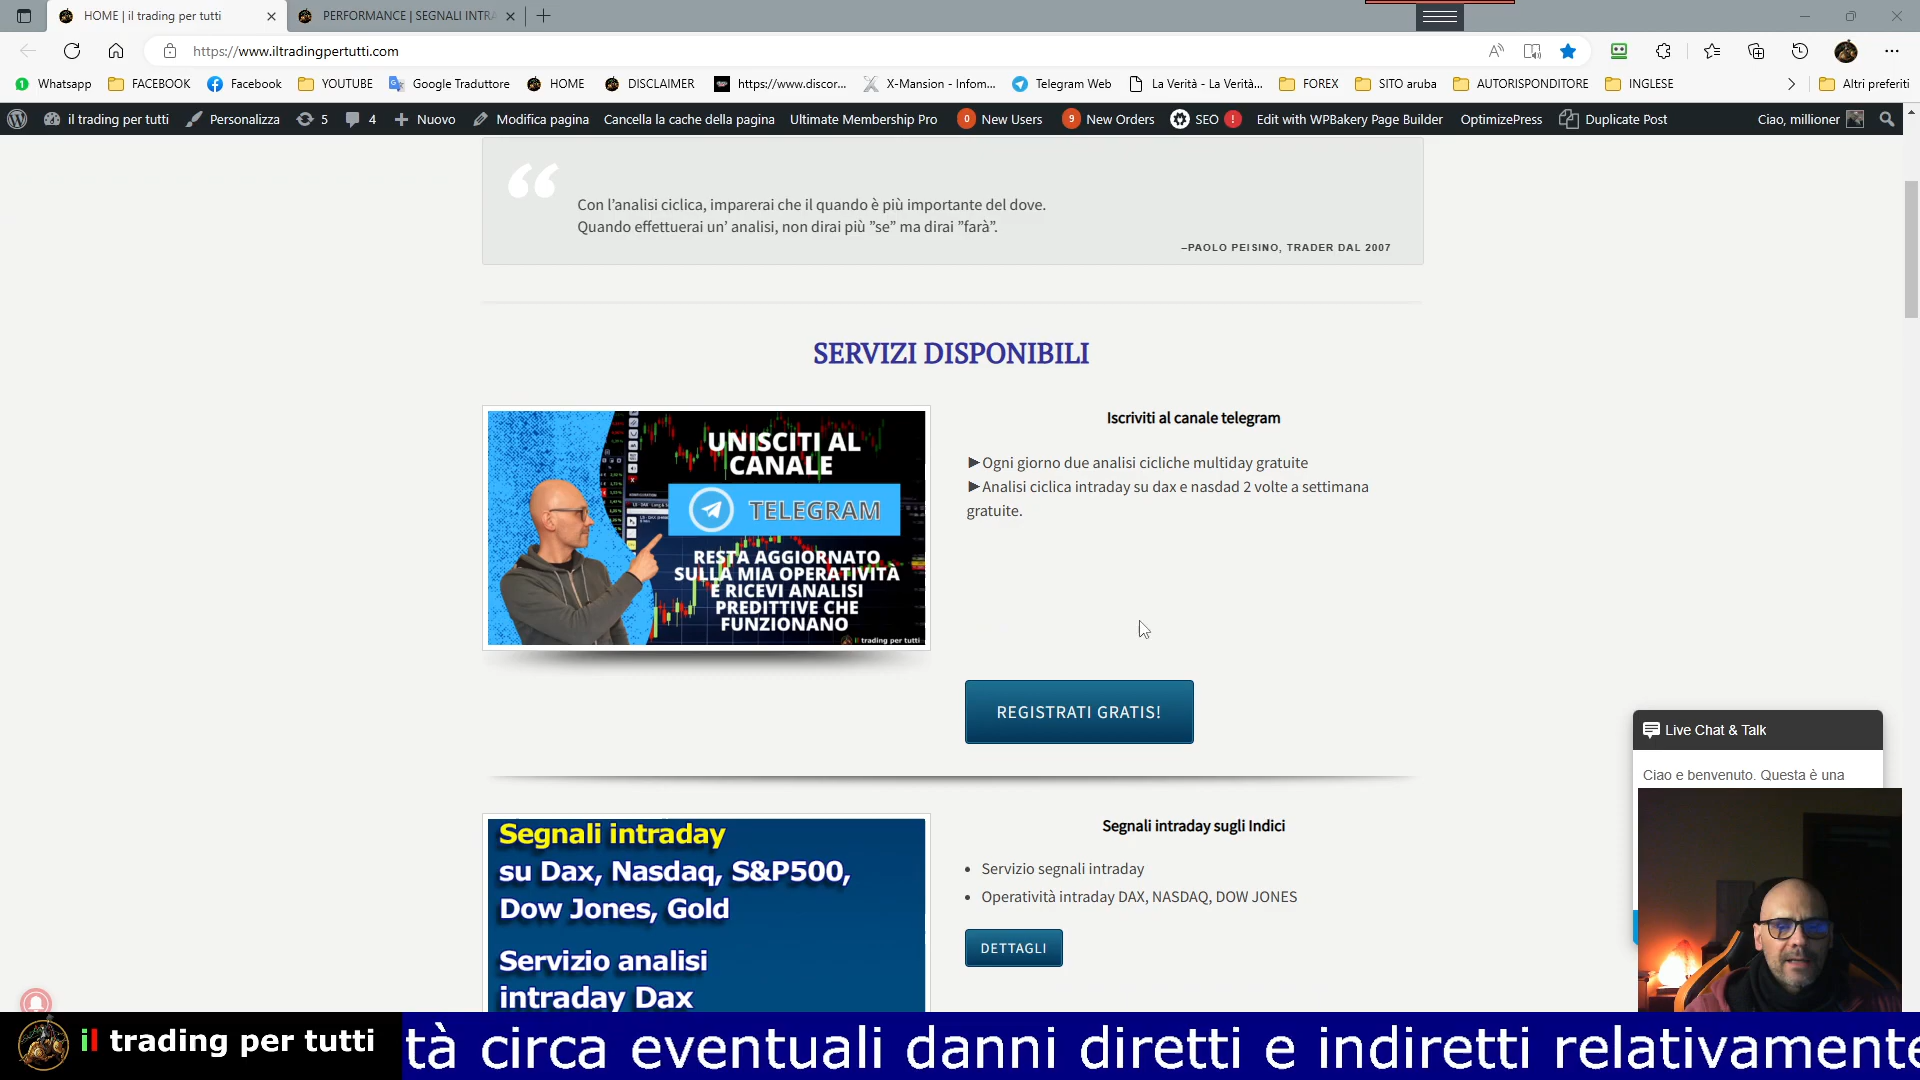 HOME | il trading per tutti
PERFORMANCE | SEGNALI INTRA
https://www.iltradingpertutti.com
Whatsapp
FACEBOOK
Facebook
YOUTUBE
Google Traduttore
HOME
DISCLAIMER
https://www.discor...
X-Mansion - Infom...
Telegram Web
La Verità - La Verità...
FOREX
SITO aruba
AUTORISPONDITORE
INGLESE
Altri preferiti
il trading per tutti
Personalizza
5
4
Nuovo
Modifica pagina
Cancella la cache della pagina
Ultimate Membership Pro
0 New Users
9 New Orders
SEO !
Edit with WPBakery Page Builder
OptimizePress
Duplicate Post
Ciao, millioner
Con l'analisi ciclica, imparerai che il quando è più importante del dove.
Quando effettuerai un' analisi, non dirai più "se" ma dirai "farà".
–PAOLO PEISINO, TRADER DAL 2007
SERVIZI DISPONIBILI
UNISCITI AL
CANALE
TELEGRAM
RESTA AGGIORNATO
SULLA MIA OPERATIVITÀ
E RICEVI ANALISI
PREDITTIVE CHE
FUNZIONANO
il trading per tutti
Iscriviti al canale telegram
►Ogni giorno due analisi cicliche multiday gratuite
►Analisi ciclica intraday su dax e nasdad 2 volte a settimana
gratuite.
REGISTRATI GRATIS!
Segnali intraday
su Dax, Nasdaq, S&P500,
Dow Jones, Gold
Servizio analisi
intraday Dax
Segnali intraday sugli Indici
• Servizio segnali intraday
• Operatività intraday DAX, NASDAQ, DOW JONES
DETTAGLI
Live Chat & Talk
Ciao e benvenuto. Questa è una
il trading per tutti
tà circa eventuali danni diretti e indiretti relativamente